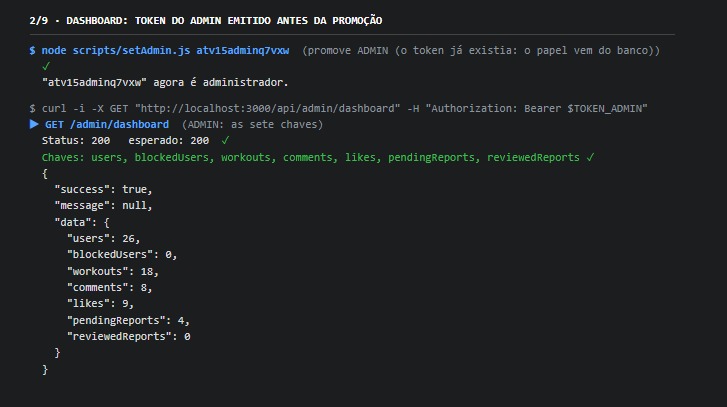 2/9 · DASHBOARD: TOKEN DO ADMIN EMITIDO ANTES DA PROMOÇÃO
$ node scripts/setAdmin.js atv15adminq7vxw (promove ADMIN (o token já existia: o papel vem do banco))
✓
"atv15adminq7vxw" agora é administrador.
$ curl -i -X GET "http://localhost:3000/api/admin/dashboard" -H "Authorization: Bearer $TOKEN_ADMIN"
▶ GET /admin/dashboard (ADMIN: as sete chaves)
Status: 200 esperado: 200 ✓
Chaves: users, blockedUsers, workouts, comments, likes, pendingReports, reviewedReports ✓
{
"success": true,
"message": null,
"data": {
"users": 26,
"blockedUsers": 0,
"workouts": 18,
"comments": 8,
"likes": 9,
"pendingReports": 4,
"reviewedReports": 0
}
}